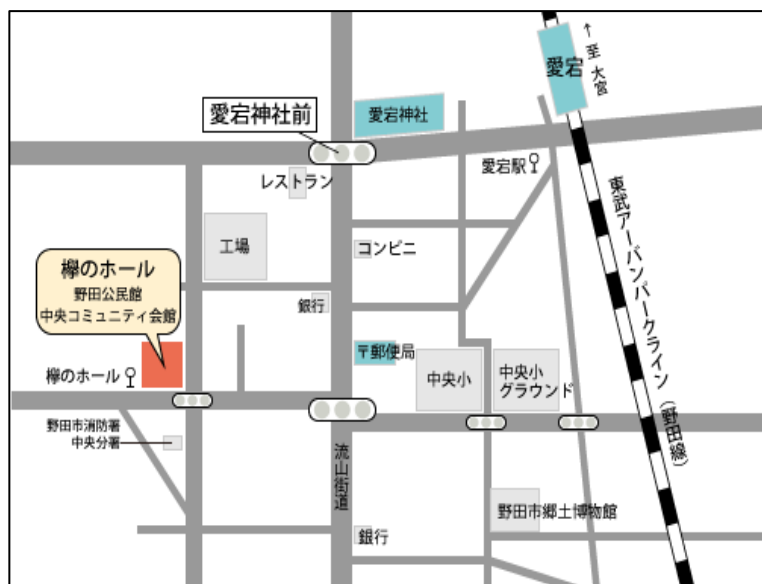 愛宕
↑至 大宮
愛宕神社
愛宕神社前
愛宕駅
レストラン
東武アーバンパークライン(野田線)
工場
コンビニ
欅のホール
野田公民館
中央コミュニティ会館
銀行
〒郵便局
中央小
中央小
グラウンド
欅のホール
野田市消防署
中央分署
流山街道
野田市郷土博物館
銀行